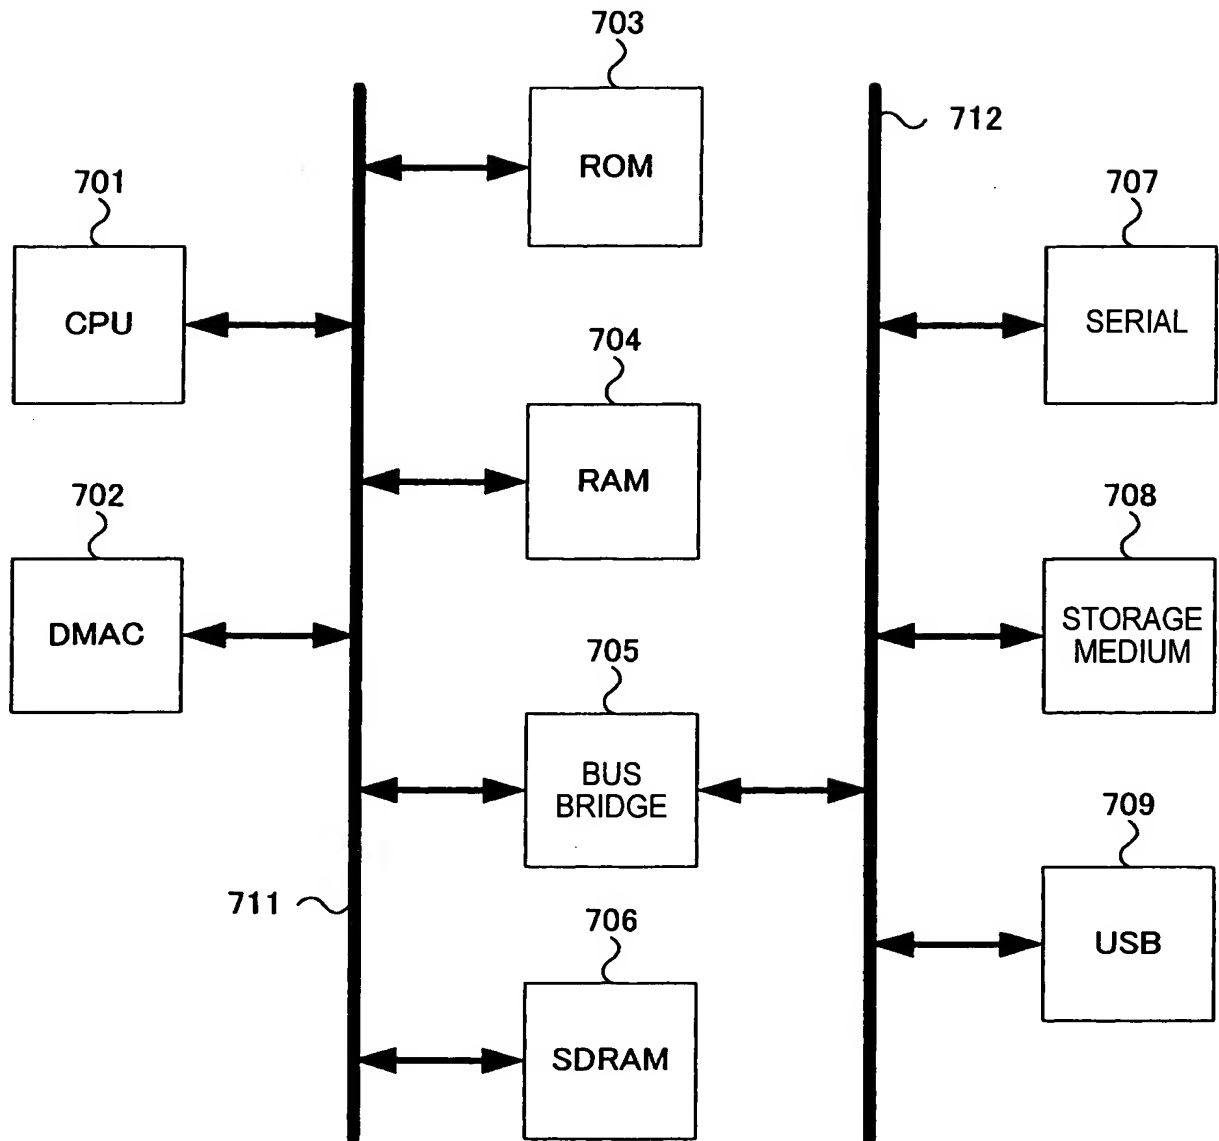 703
ROM
712
701
CPU
707
SERIAL
704
RAM
702
DMAC
708
STORAGE
MEDIUM
705
BUS
BRIDGE
709
USB
711
706
SDRAM